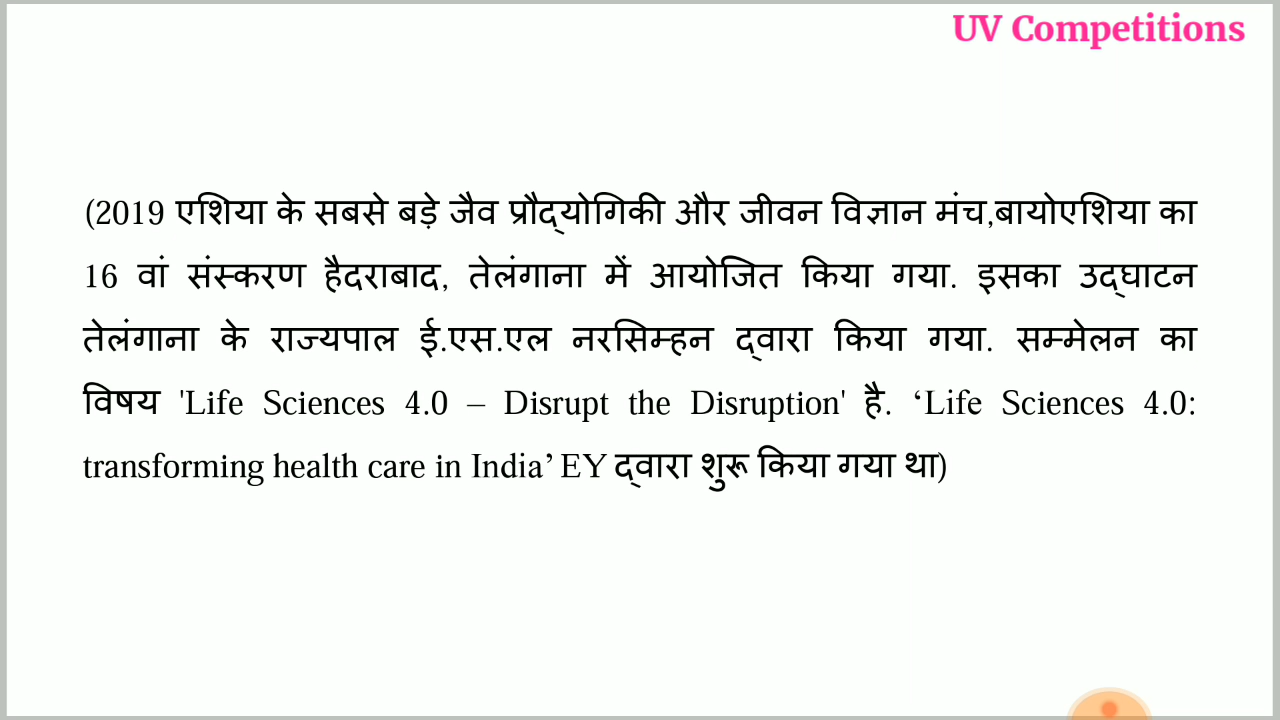 UV Competitions
(2019 एशिया के सबसे बड़े जैव प्रौद्योगिकी और जीवन विज्ञान मंच,बायोएशिया का
16 वां संस्करण हैदराबाद, तेलंगाना में आयोजित किया गया. इसका उद्घाटन
तेलंगाना के राज्यपाल ई.एस.एल नरसिम्हन द्वारा किया गया. सम्मेलन का
विषय 'Life Sciences 4.0 – Disrupt the Disruption' है. ‘Life Sciences 4.0:
transforming health care in India’ EY द्वारा शुरू किया गया था)